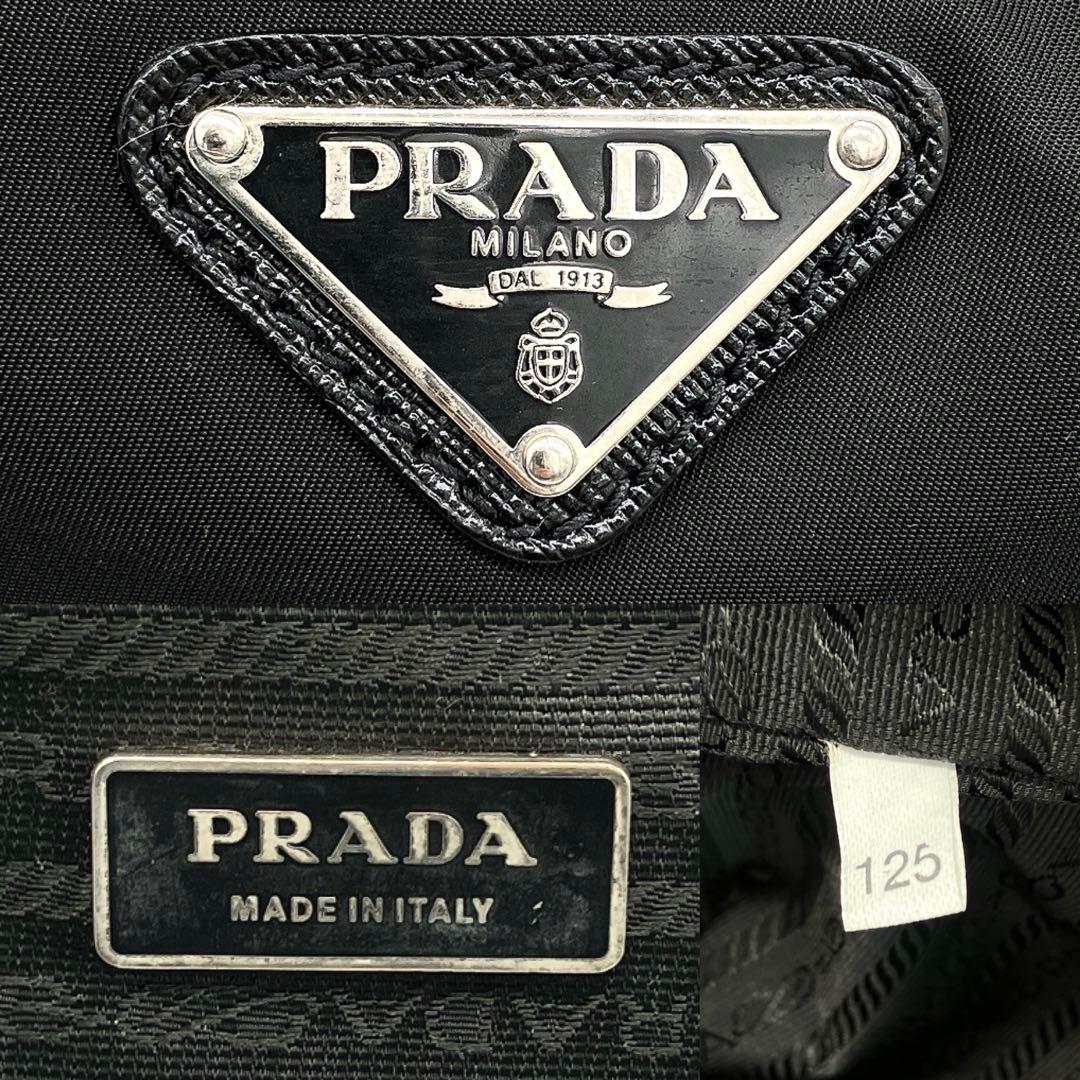 PRADA
MILANO
DAL 1913
PRADA
MADE IN ITALY
125